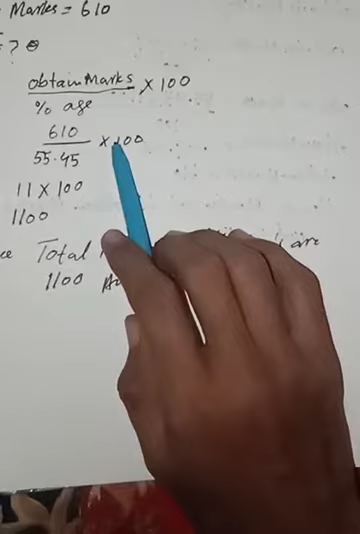 Marks = 610
= ?
obtain Marks × 100
% age
610 × 100
55.45
11 × 100
1100
Total are
1100